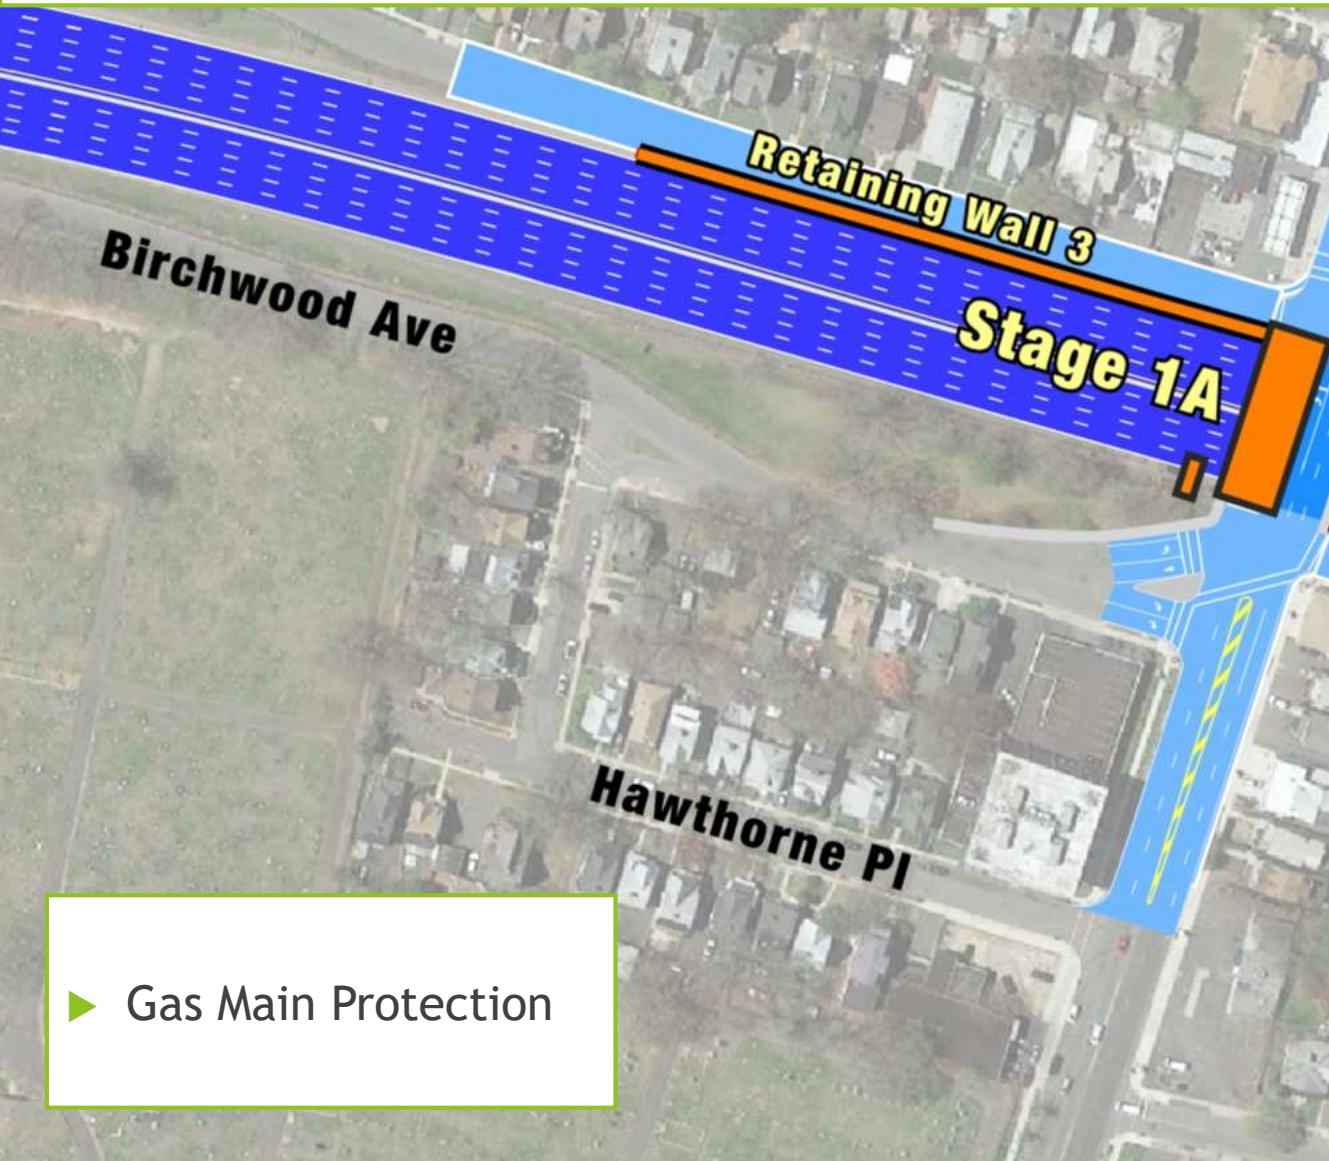 Retaining Wall 3
Stage 1A
Birchwood Ave
Hawthorne Pl
Gas Main Protection